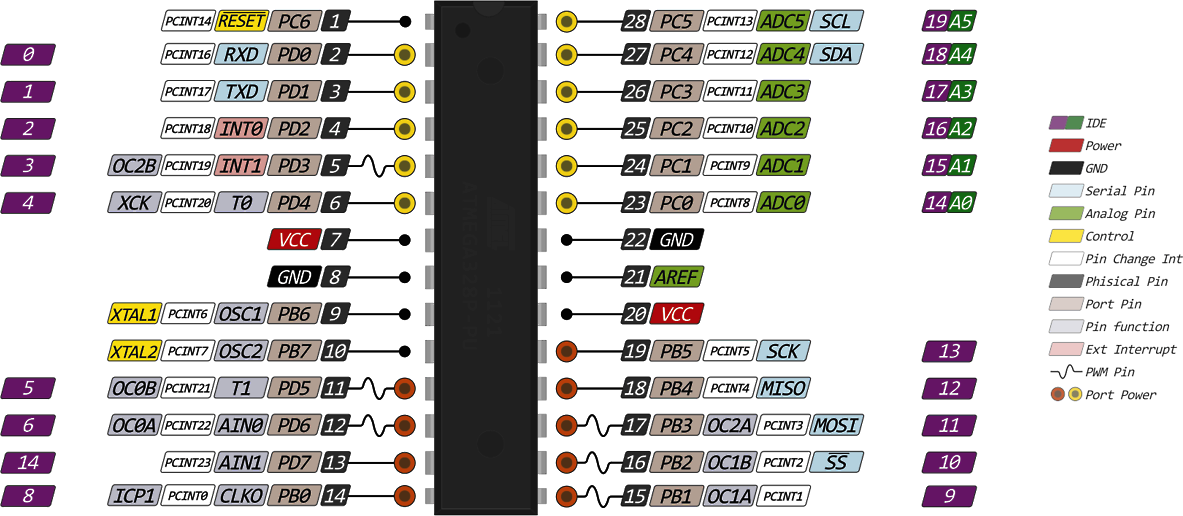 PCINT14 RESET PC6 1 28 PC5 PCINT13 ADC5 SCL 19 A5
0 PCINT16 RXD PD0 2 27 PC4 PCINT12 ADC4 SDA 18 A4
1 PCINT17 TXD PD1 3 26 PC3 PCINT11 ADC3 17 A3
2 PCINT18 INT0 PD2 4 25 PC2 PCINT10 ADC2 16 A2
3 OC2B PCINT19 INT1 PD3 5 24 PC1 PCINT9 ADC1 15 A1
4 XCK PCINT20 T0 PD4 6 23 PC0 PCINT8 ADC0 14 A0
VCC 7 22 GND
GND 8 21 AREF
XTAL1 PCINT6 OSC1 PB6 9 20 VCC
XTAL2 PCINT7 OSC2 PB7 10 19 PB5 PCINT5 SCK 13
5 OC0B PCINT21 T1 PD5 11 18 PB4 PCINT4 MISO 12
6 OC0A PCINT22 AIN0 PD6 12 17 PB3 OC2A PCINT3 MOSI 11
14 PCINT23 AIN1 PD7 13 16 PB2 OC1B PCINT2 SS 10
8 ICP1 PCINT0 CLKO PB0 14 15 PB1 OC1A PCINT1 9
IDE
Power
GND
Serial Pin
Analog Pin
Control
Pin Change Int
Phisical Pin
Port Pin
Pin function
Ext Interrupt
PWM Pin
Port Power